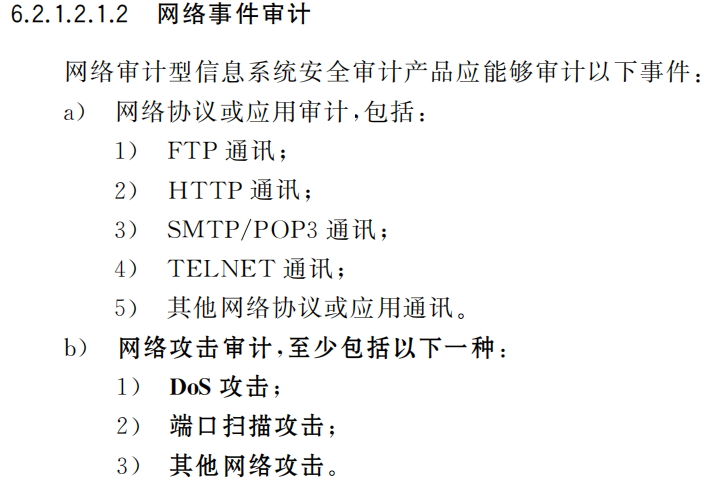 6.2.1.2.1.2 网络事件审计
网络审计型信息系统安全审计产品应能够审计以下事件：
a） 网络协议或应用审计，包括：
1） FTP 通讯；
2） HTTP 通讯；
3） SMTP/POP3 通讯；
4） TELNET 通讯；
5） 其他网络协议或应用通讯。
b） 网络攻击审计，至少包括以下一种：
1） DoS 攻击；
2） 端口扫描攻击；
3） 其他网络攻击。